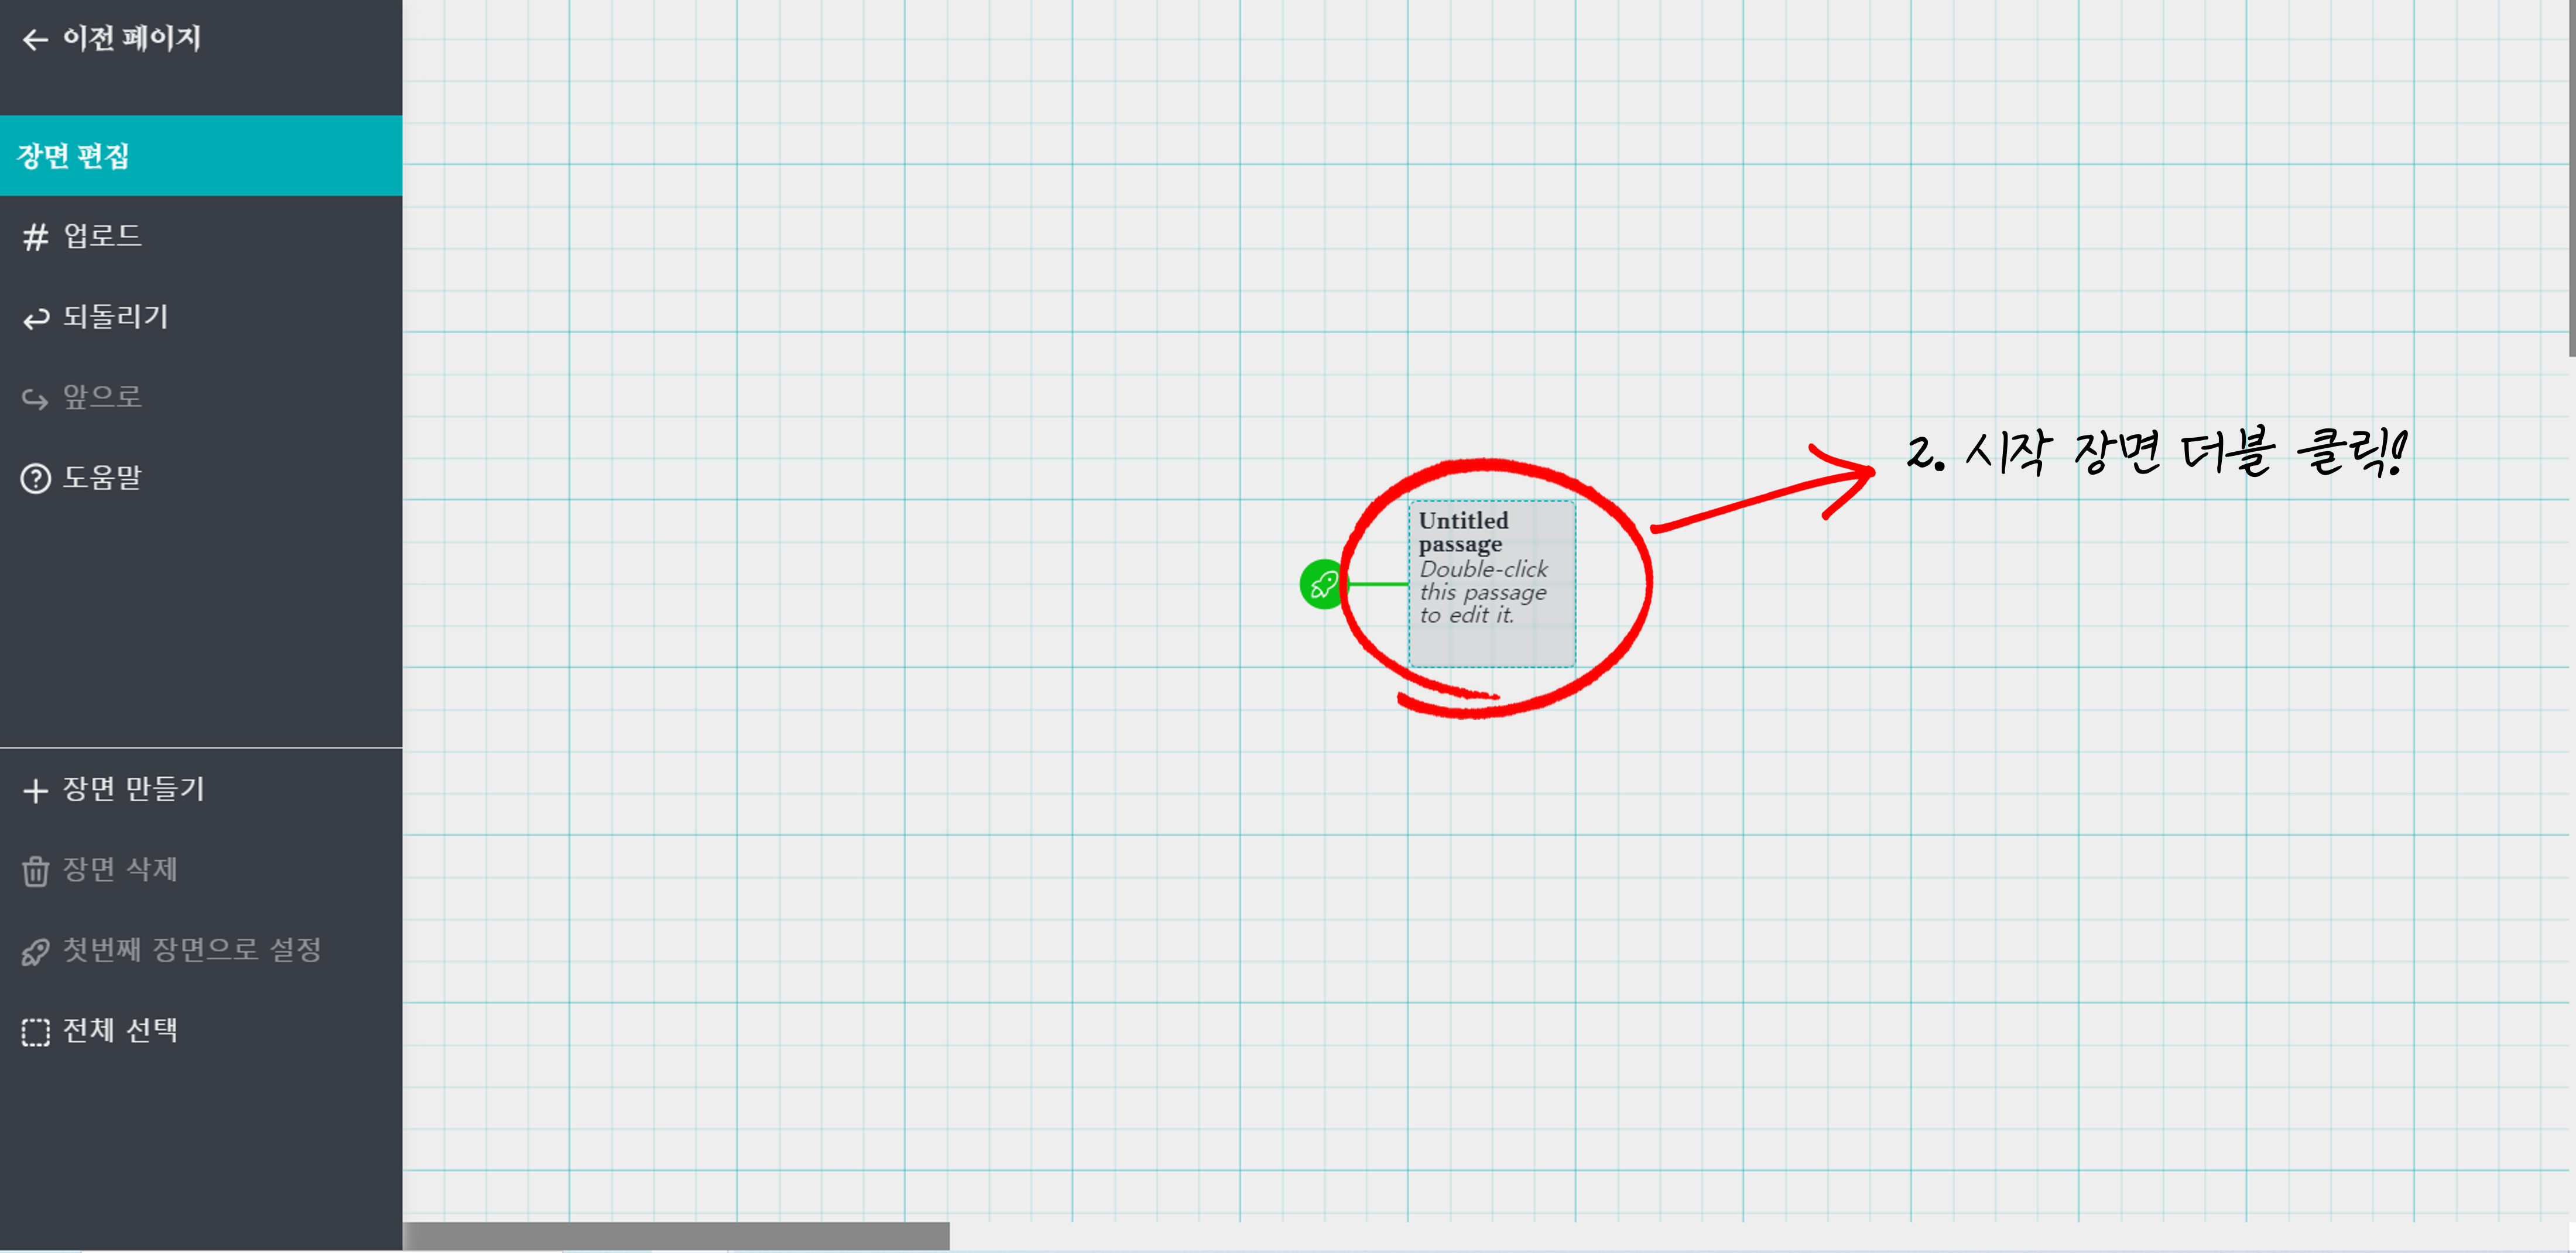 이전 페이지
장면 편집
업로드
되돌리기
앞으로
도움말
장면 만들기
장면 삭제
첫번째 장면으로 설정
전체 선택
Untitled
passage
Double-click
this passage
to edit it.
2. 시작 장면 더블 클릭!